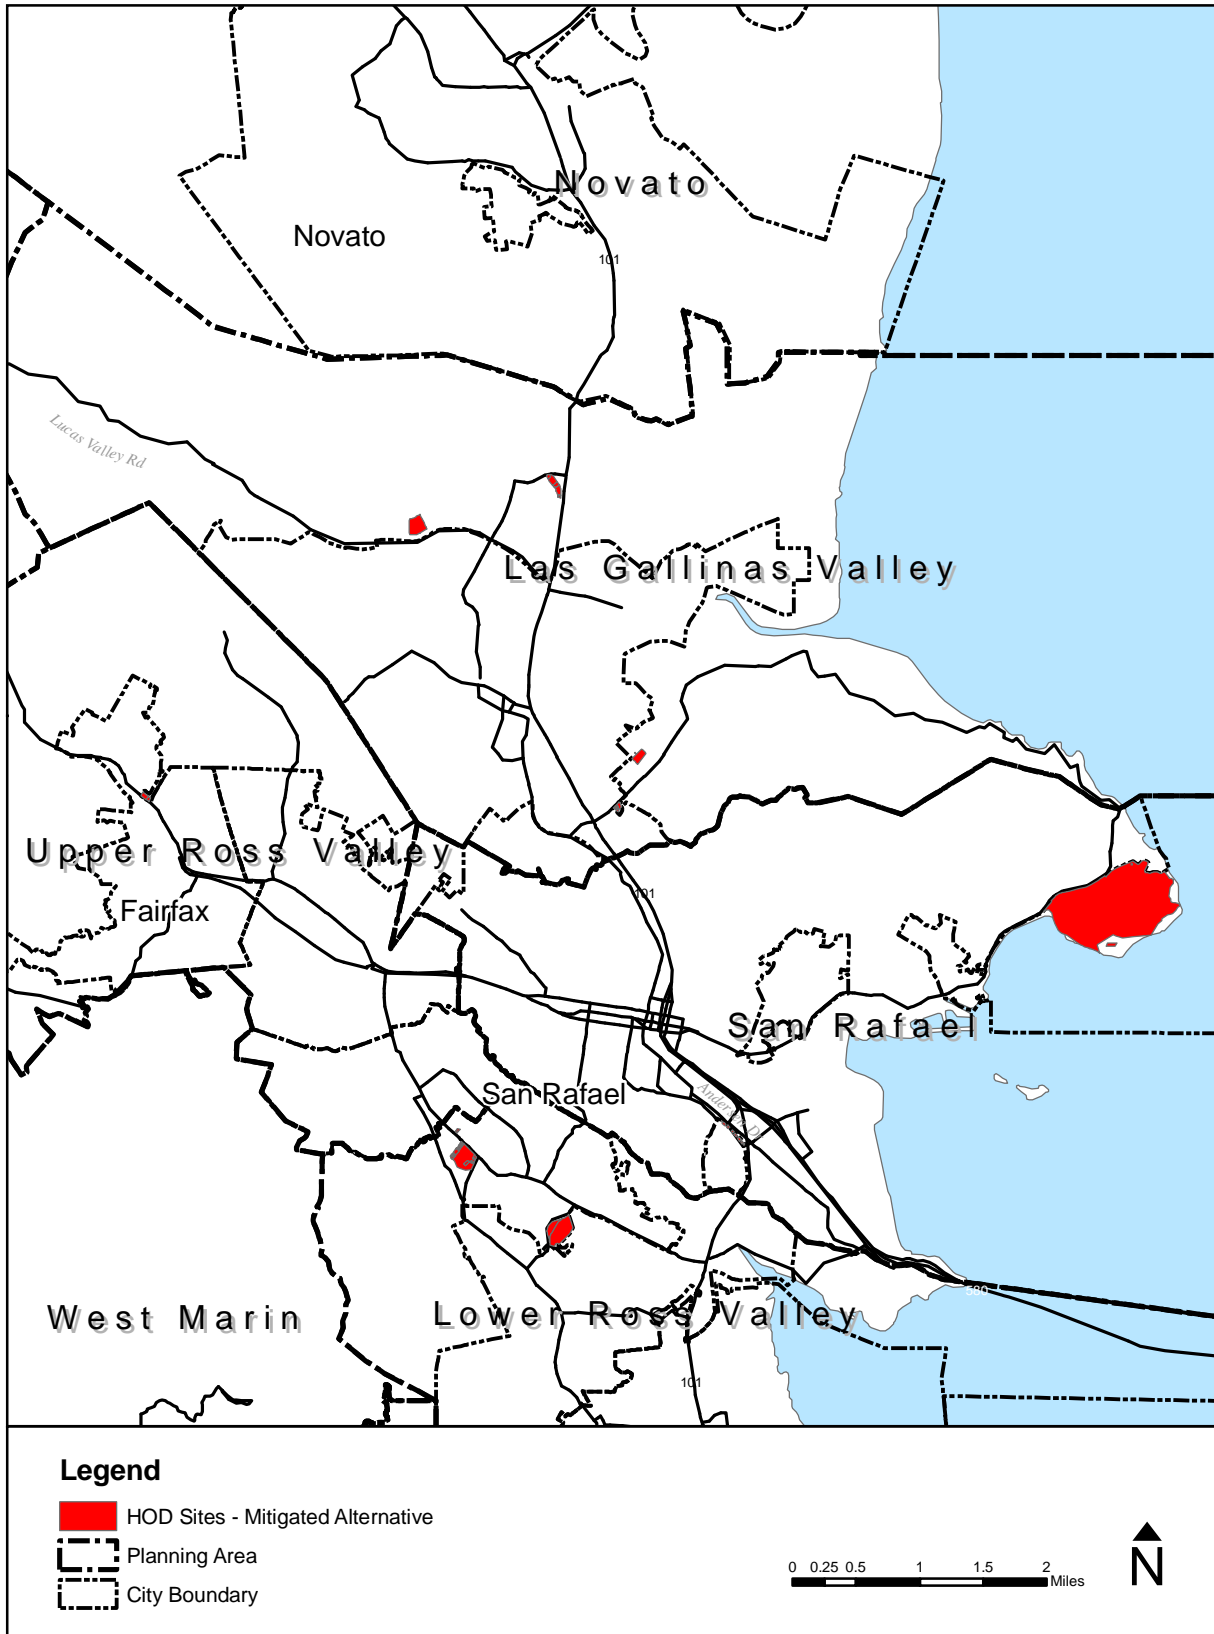 Novato
Novato
101
Lucas Valley Rd
Las Gallinas Valley
Upper Ross Valley
101
Fairfax
San Rafael
San Rafael
Andersen Dr
580
West Marin
Lower Ross Valley
101
Legend
HOD Sites - Mitigated Alternative
Planning Area
City Boundary
0 0.25 0.5 1 1.5 2
Miles
N